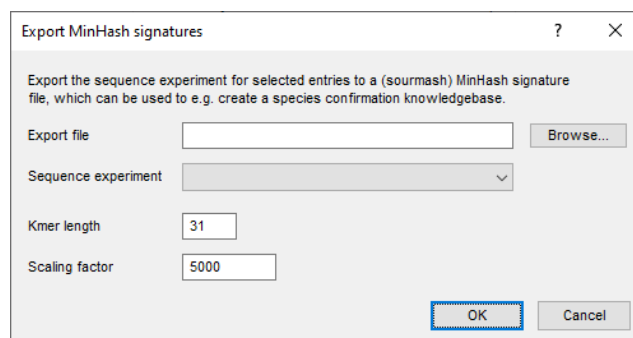 Export MinHash signatures ?
Export the sequence experiment for selected entries to a (sourmash) MinHash signature
file, which can be used to e.g. create a species confirmation knowledgebase.
Export file Browse...
Sequence experiment
Kmer length 31
Scaling factor 5000
OK Cancel